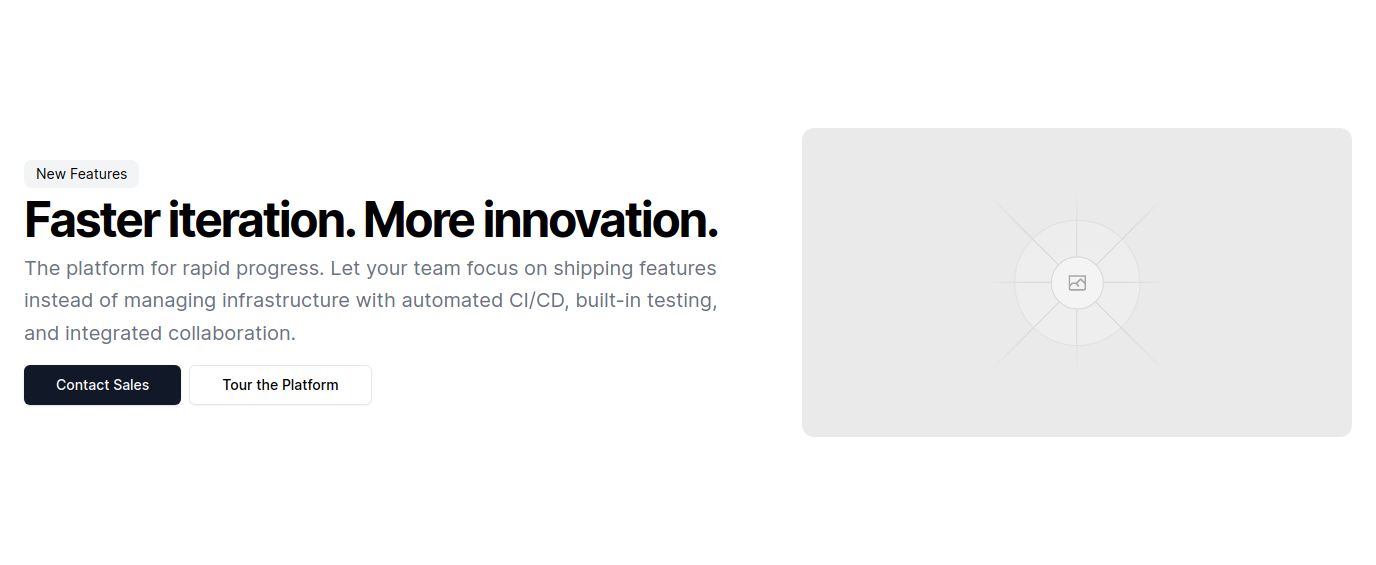 New Features
Faster iteration. More innovation.
The platform for rapid progress. Let your team focus on shipping features
instead of managing infrastructure with automated CI/CD, built-in testing,
and integrated collaboration.
Contact Sales
Tour the Platform